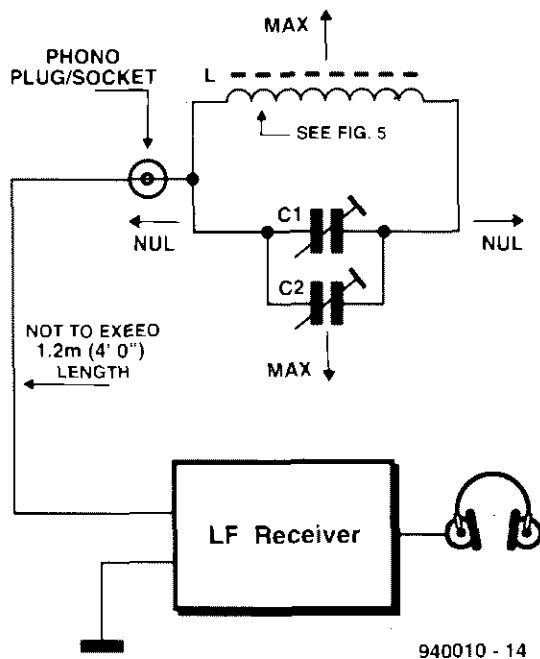 MAX
PHONO
PLUG/SOCKET
L
SEE FIG. 5
C1
NUL
NUL
C2
NOT TO EXEED
1.2m (4' 0")
LENGTH
MAX
LF Receiver
940010 - 14